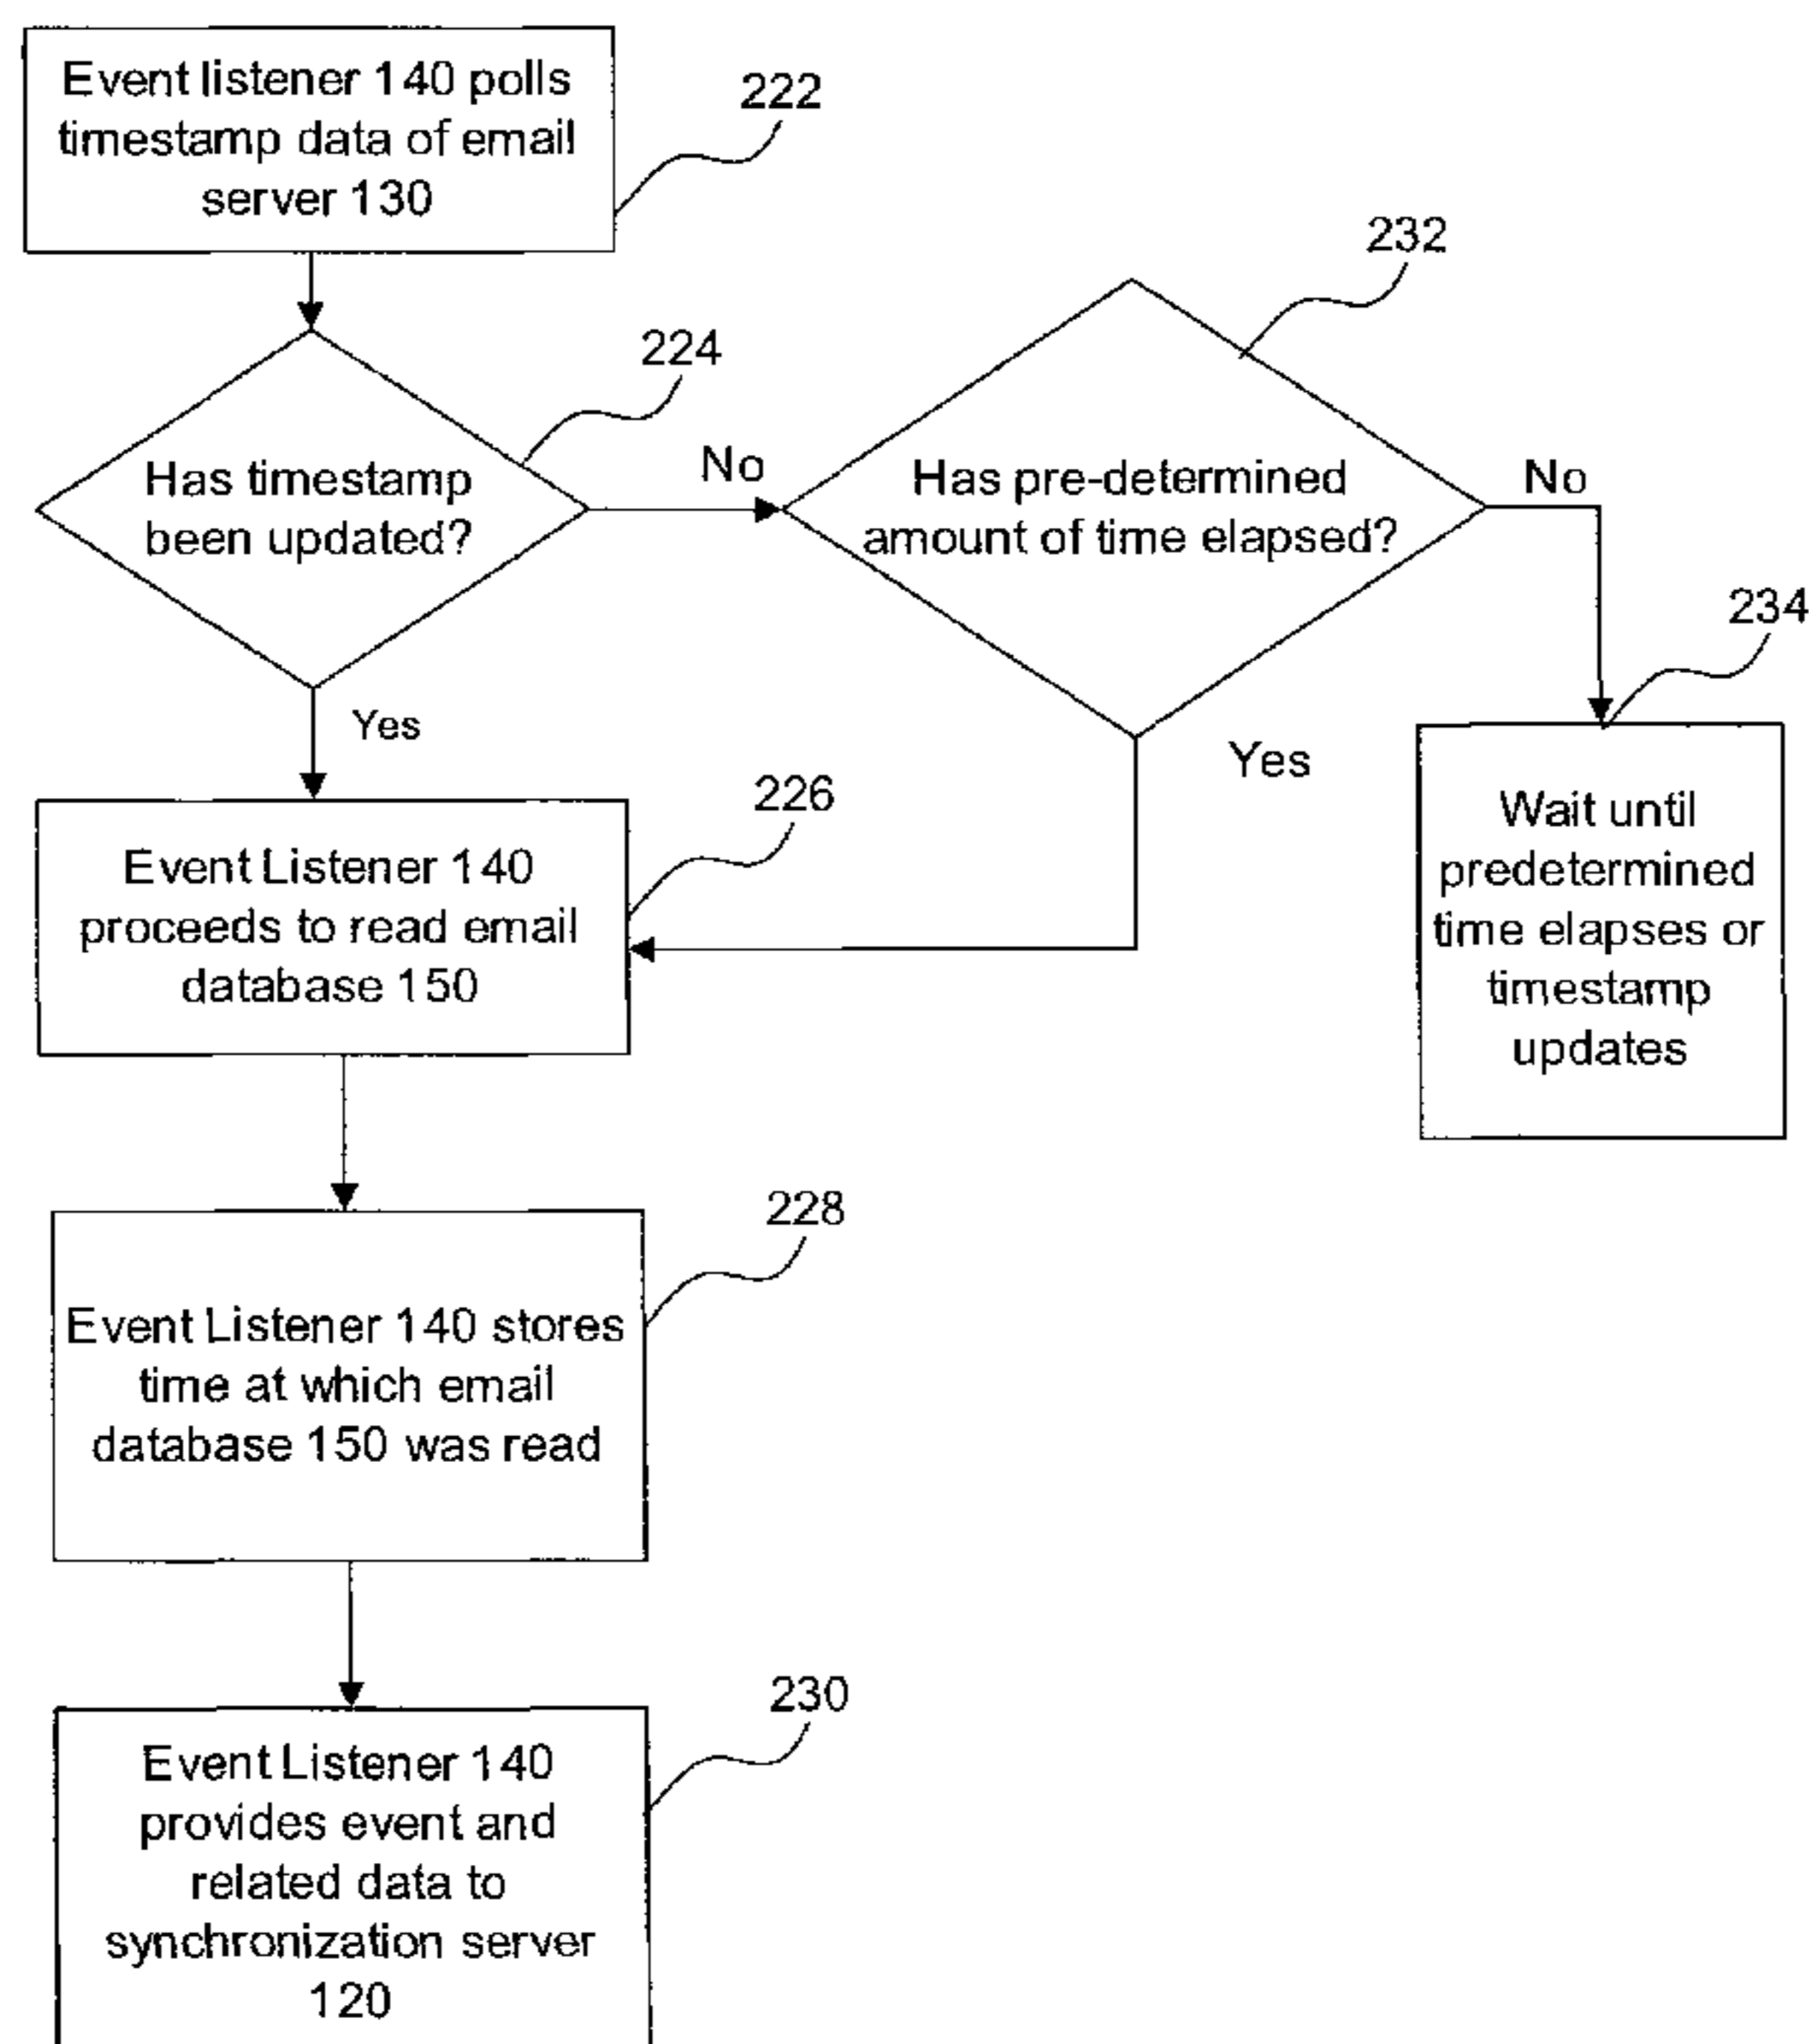 Event listener 140 polls
timestamp data of email
server 130
222
232
224
Has timestamp
been updated?
No
Has pre-determined
amount of time elapsed?
No
234
Yes
Yes
226
Event Listener 140
proceeds to read email
database 150
Wait until
predetermined
time elapses or
timestamp
updates
228
Event Listener 140 stores
time at which email
database 150 was read
230
Event Listener 140
provides event and
related data to
synchronization server
120